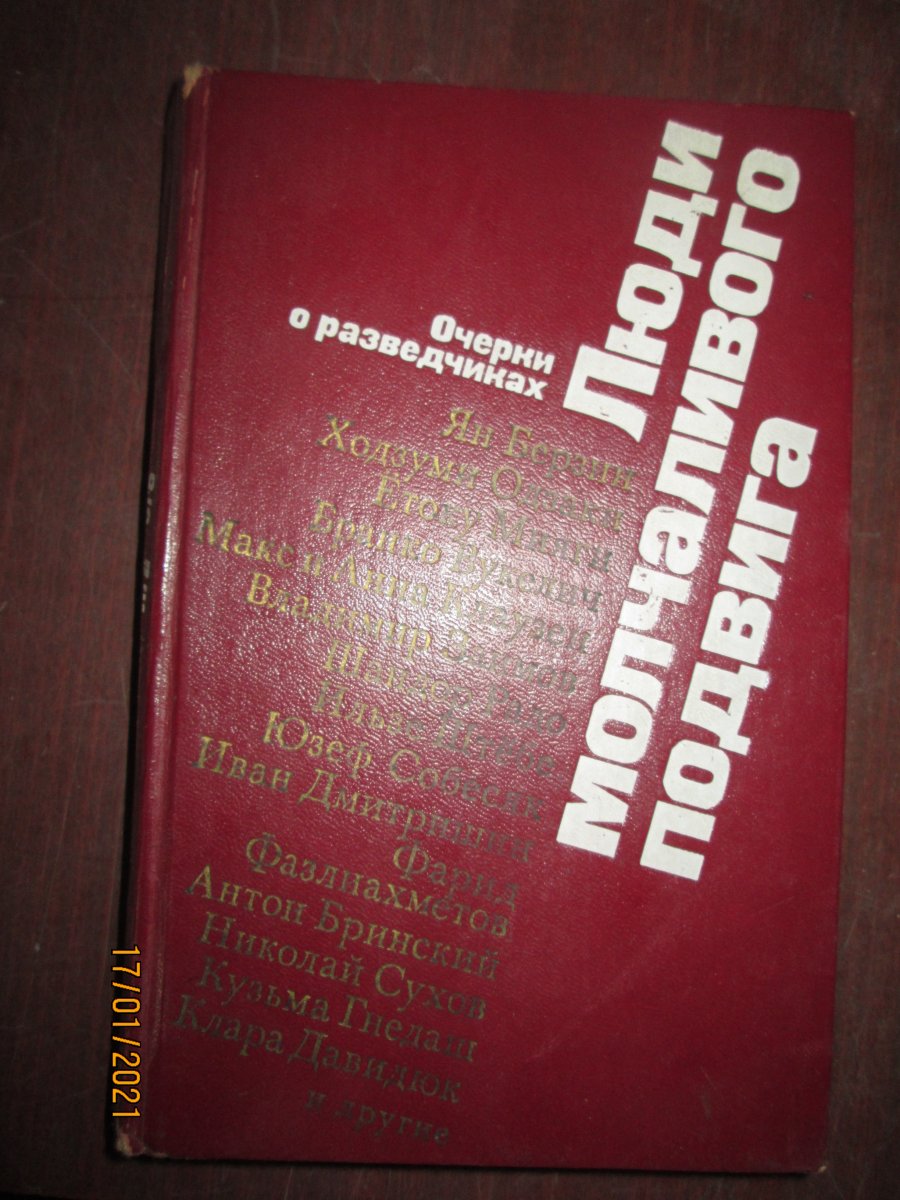 Люди
молчаливого
подвига
Очерки
о разведчиках
Ян Берзин
Ходзуми Одзаки
Ётоку Мияги
Бранко Вукелич
Макс и Анна Клаузен
Владимир Заимов
Шандор Радо
Ильзе Штёбе
Юзеф Собесяк
Иван Дмитришин
Фарид
Фазлиахметов
Антон Бринский
Николай Сухов
Кузьма Гнедаш
Клара Давидюк
и другие
17/01/2021